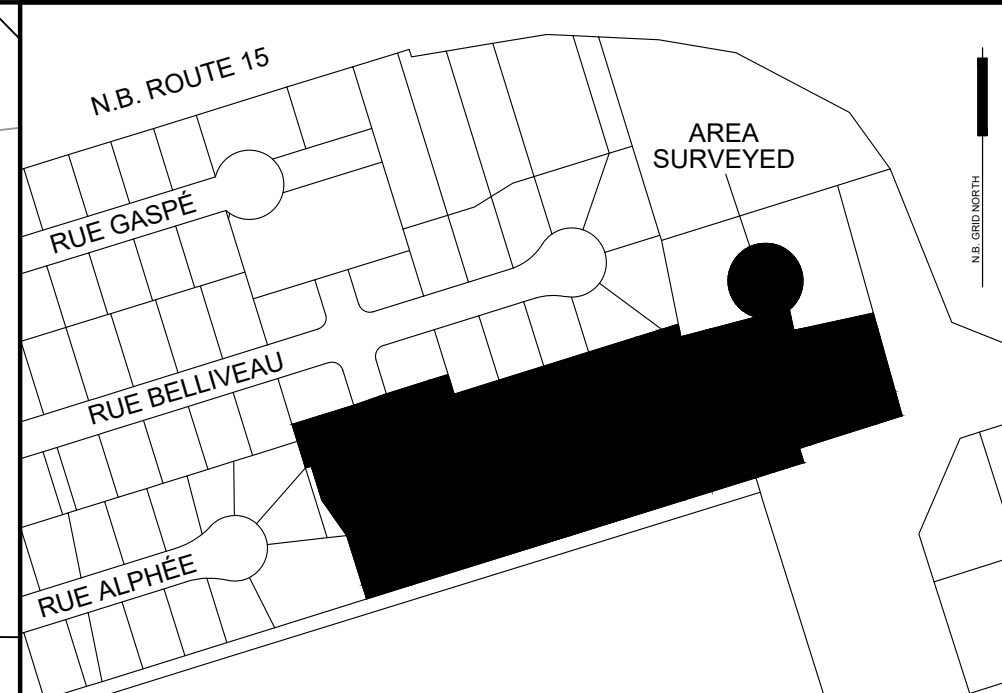 N.B. ROUTE 15
AREA
SURVEYED
RUE GASPÉ
N.B. GRID NORTH
RUE BELLIVEAU
RUE ALPHÉE